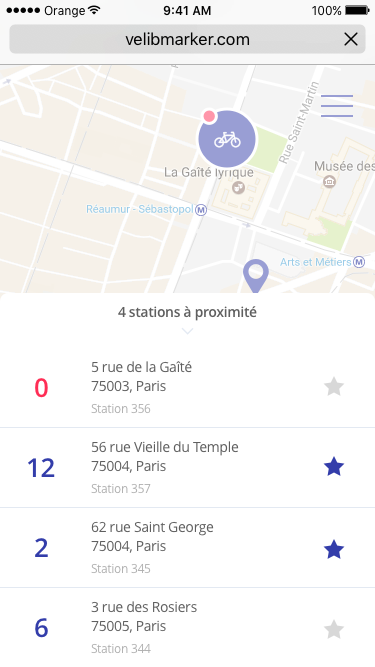 Orange 9:41 AM 100%
velibmarker.com
Rue Saint-Martin
La Gaîté lyrique
Musée des
Réaumur - Sébastopol M
Arts et Métiers M
4 stations à proximité
0
5 rue de la Gaîté
75003, Paris
Station 356
12
56 rue Vieille du Temple
75004, Paris
Station 357
2
62 rue Saint George
75004, Paris
Station 345
6
3 rue des Rosiers
75005, Paris
Station 344